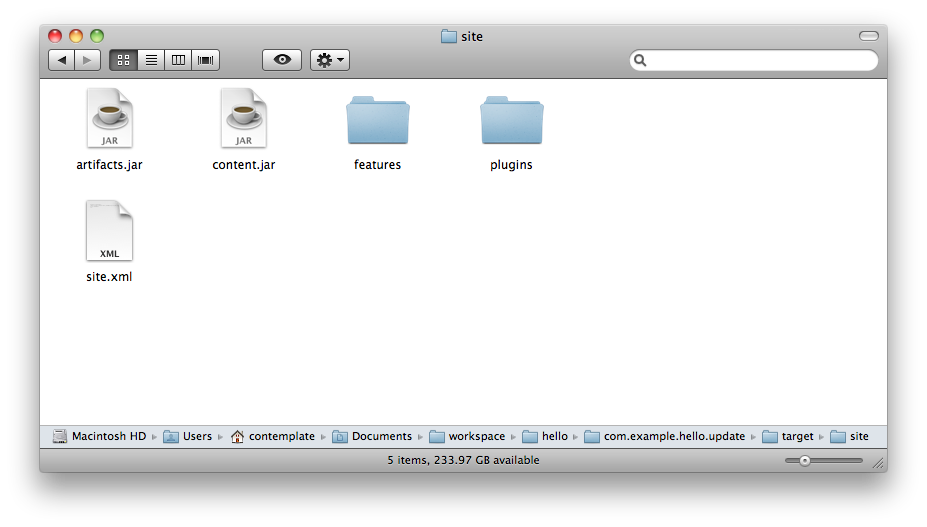 site
JAR JAR
artifacts.jar content.jar features plugins
XML
site.xml
Macintosh HD Users contemplate Documents workspace hello com.example.hello.update target site
5 items, 233.97 GB available